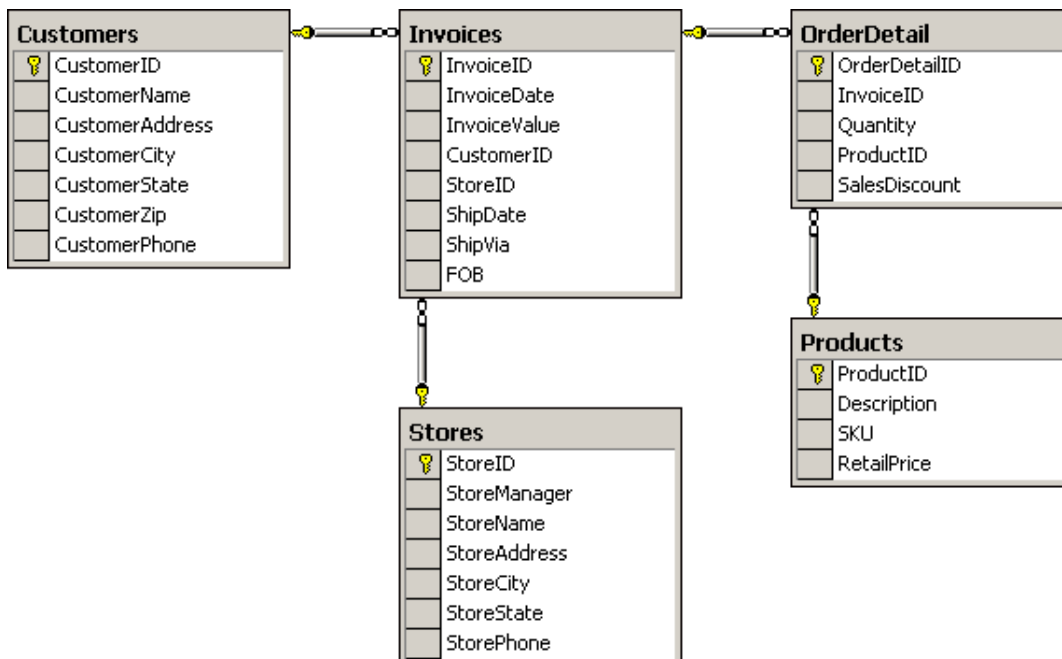 Customers
CustomerID
CustomerName
CustomerAddress
CustomerCity
CustomerState
CustomerZip
CustomerPhone
Invoices
InvoiceID
InvoiceDate
InvoiceValue
CustomerID
StoreID
ShipDate
ShipVia
FOB
OrderDetail
OrderDetailID
InvoiceID
Quantity
ProductID
SalesDiscount
Products
ProductID
Description
SKU
RetailPrice
Stores
StoreID
StoreManager
StoreName
StoreAddress
StoreCity
StoreState
StorePhone